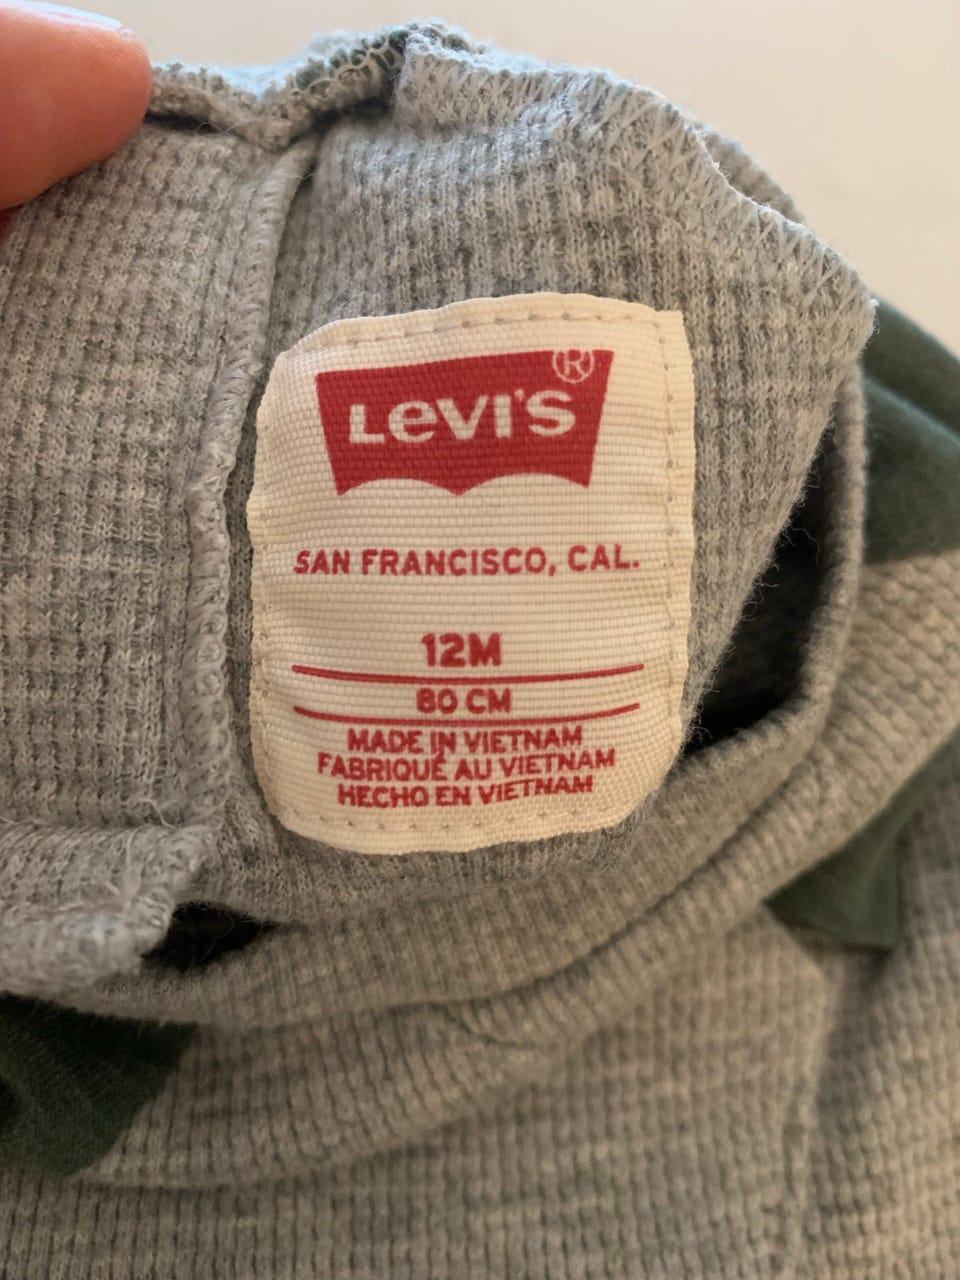 LEVI'S ®
SAN FRANCISCO, CAL.
12M
80 CM
MADE IN VIETNAM
FABRIQUÉ AU VIETNAM
HECHO EN VIETNAM